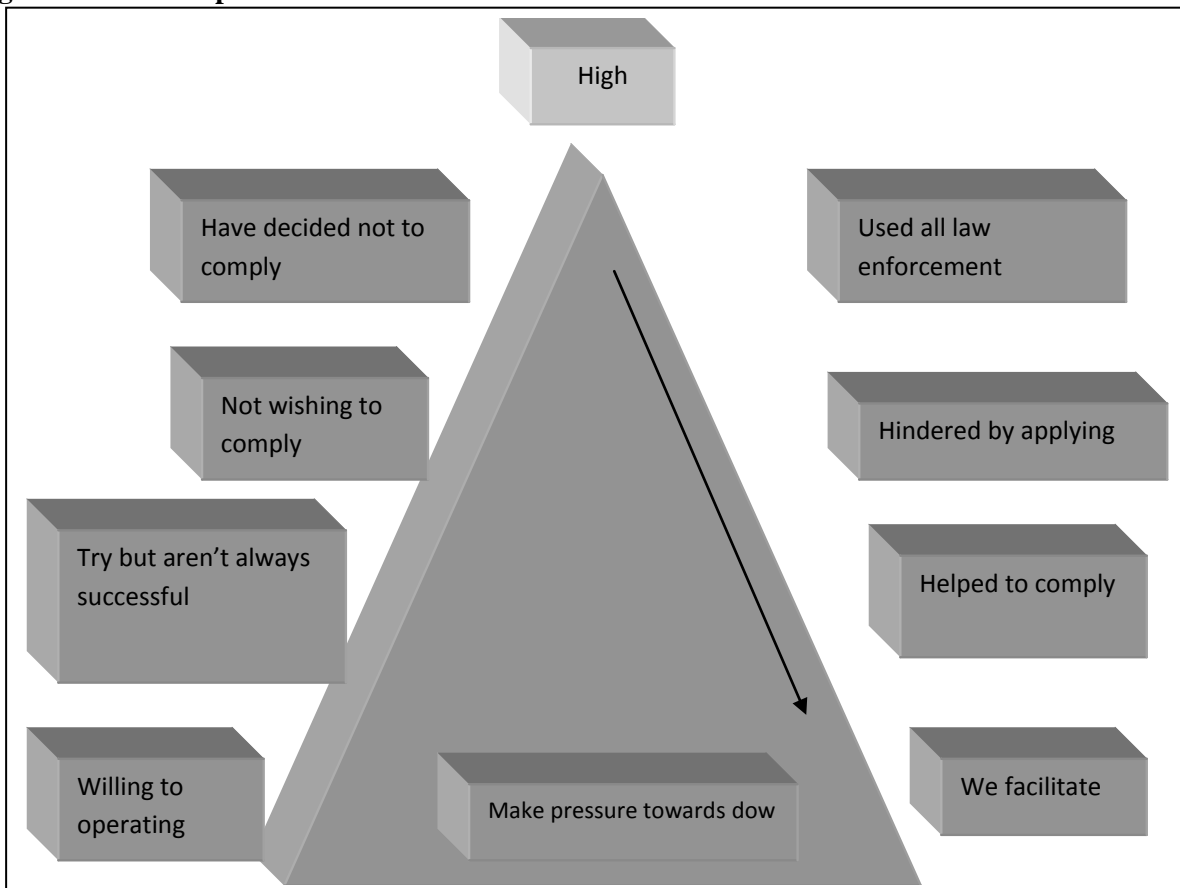 High
Have decided not to
comply
Used all law
enforcement
Not wishing to
comply
Hindered by applying
Try but aren’t always
successful
Helped to comply
Willing to
operating
Make pressure towards dow
We facilitate